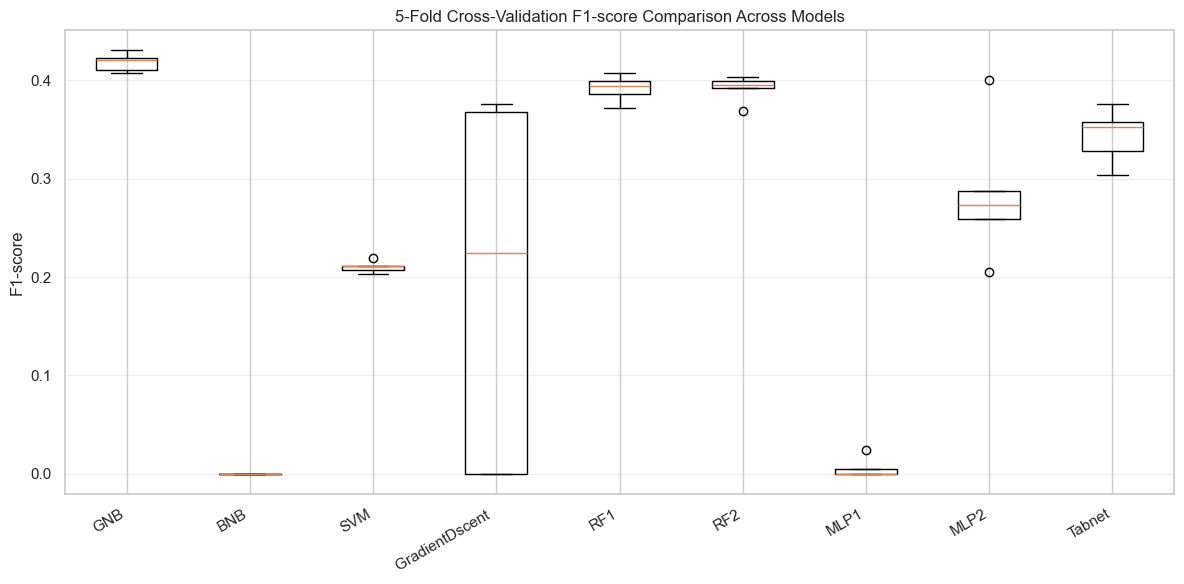 5-Fold Cross-Validation F1-score Comparison Across Models
F1-score
0.4
0.3
0.2
0.1
0.0
GNB
BNB
SVM
GradientDscent
RF1
RF2
MLP1
MLP2
Tabnet